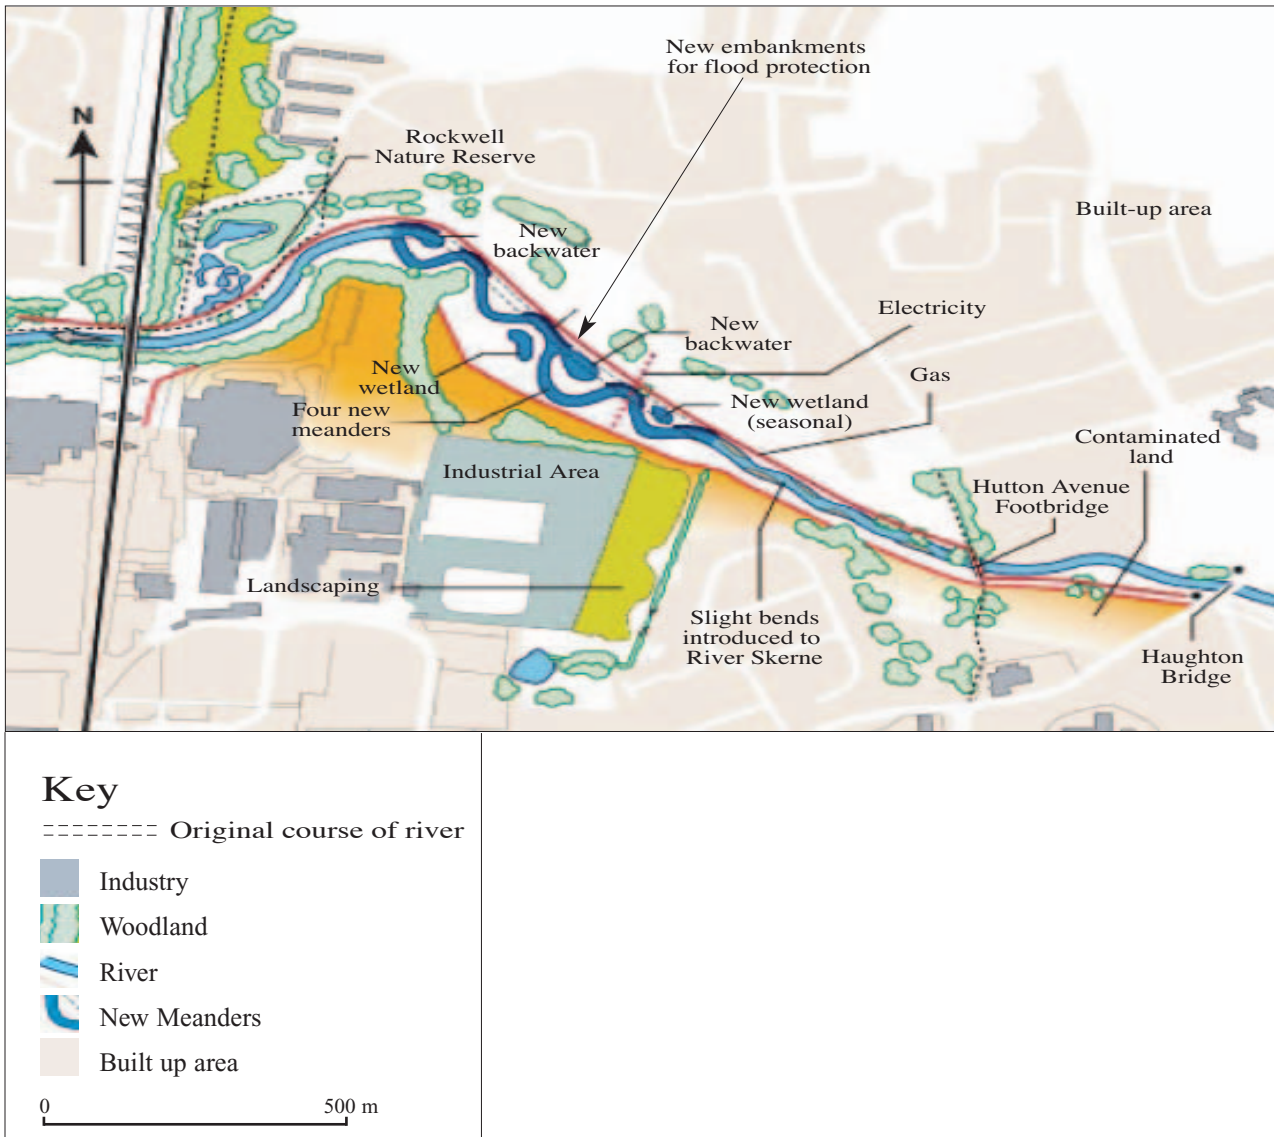 New embankments
for flood protection
N
Rockwell
Nature Reserve
Built-up area
New
backwater
Electricity
New
backwater
Gas
New
wetland
New wetland
(seasonal)
Four new
meanders
Contaminated
land
Industrial Area
Hutton Avenue
Footbridge
Landscaping
Slight bends
introduced to
River Skerne
Haughton
Bridge
Key
Original course of river
Industry
Woodland
River
New Meanders
Built up area
0 500 m